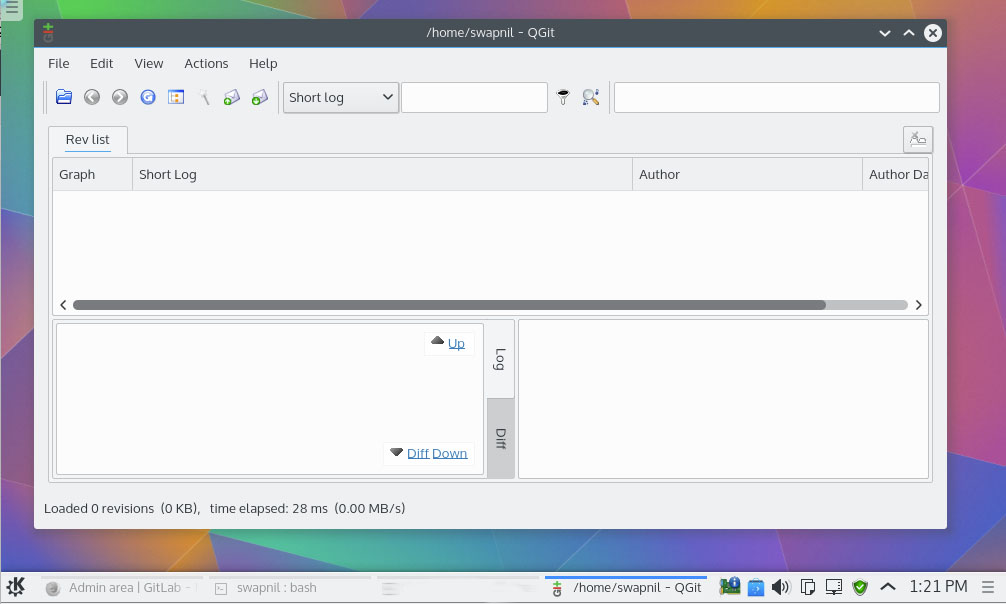 /home/swapnil - QGit
File Edit View Actions Help
Short log
Rev list
Graph Short Log Author Author Da
Up
Log
Diff
Diff Down
Loaded 0 revisions (0 KB), time elapsed: 28 ms (0.00 MB/s)
Admin area | GitLab - swapnil : bash /home/swapnil - QGit 1:21 PM